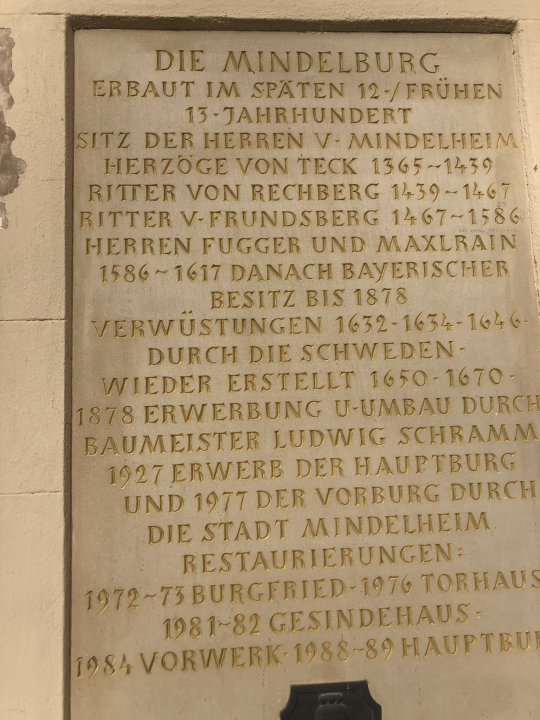 DIE MINDELBURG
ERBAUT IM SPÄTEN 12-/FRÜHEN
13-JAHRHUNDERT
SITZ DER HERREN V- MINDELHEIM
HERZÖGE VON TECK 1365~1439
RITTER VON RECHBERG 1439~1467
RITTER V-FRUNDSBERG 1467~1586
HERREN FUGGER UND MAXLRAIN
1586~1617 DANACH BAYERISCHER
BESITZ BIS 1878
VERWÜSTUNGEN 1632-1634-1646-
DURCH DIE SCHWEDEN-
WIEDER ERSTELLT 1650-1670-
1878 ERWERBUNG U-UMBAU DURCH
BAUMEISTER LUDWIG SCHRAMM
1927 ERWERB DER HAUPTBURG
UND 1977 DER VORBURG DURCH
DIE STADT MINDELHEIM
RESTAURIERUNGEN:
1972~73 BURGFRIED-1976 TORHAUS
1981~82 GESINDEHAUS-
1984 VORWERK-1988~89 HAUPTBU